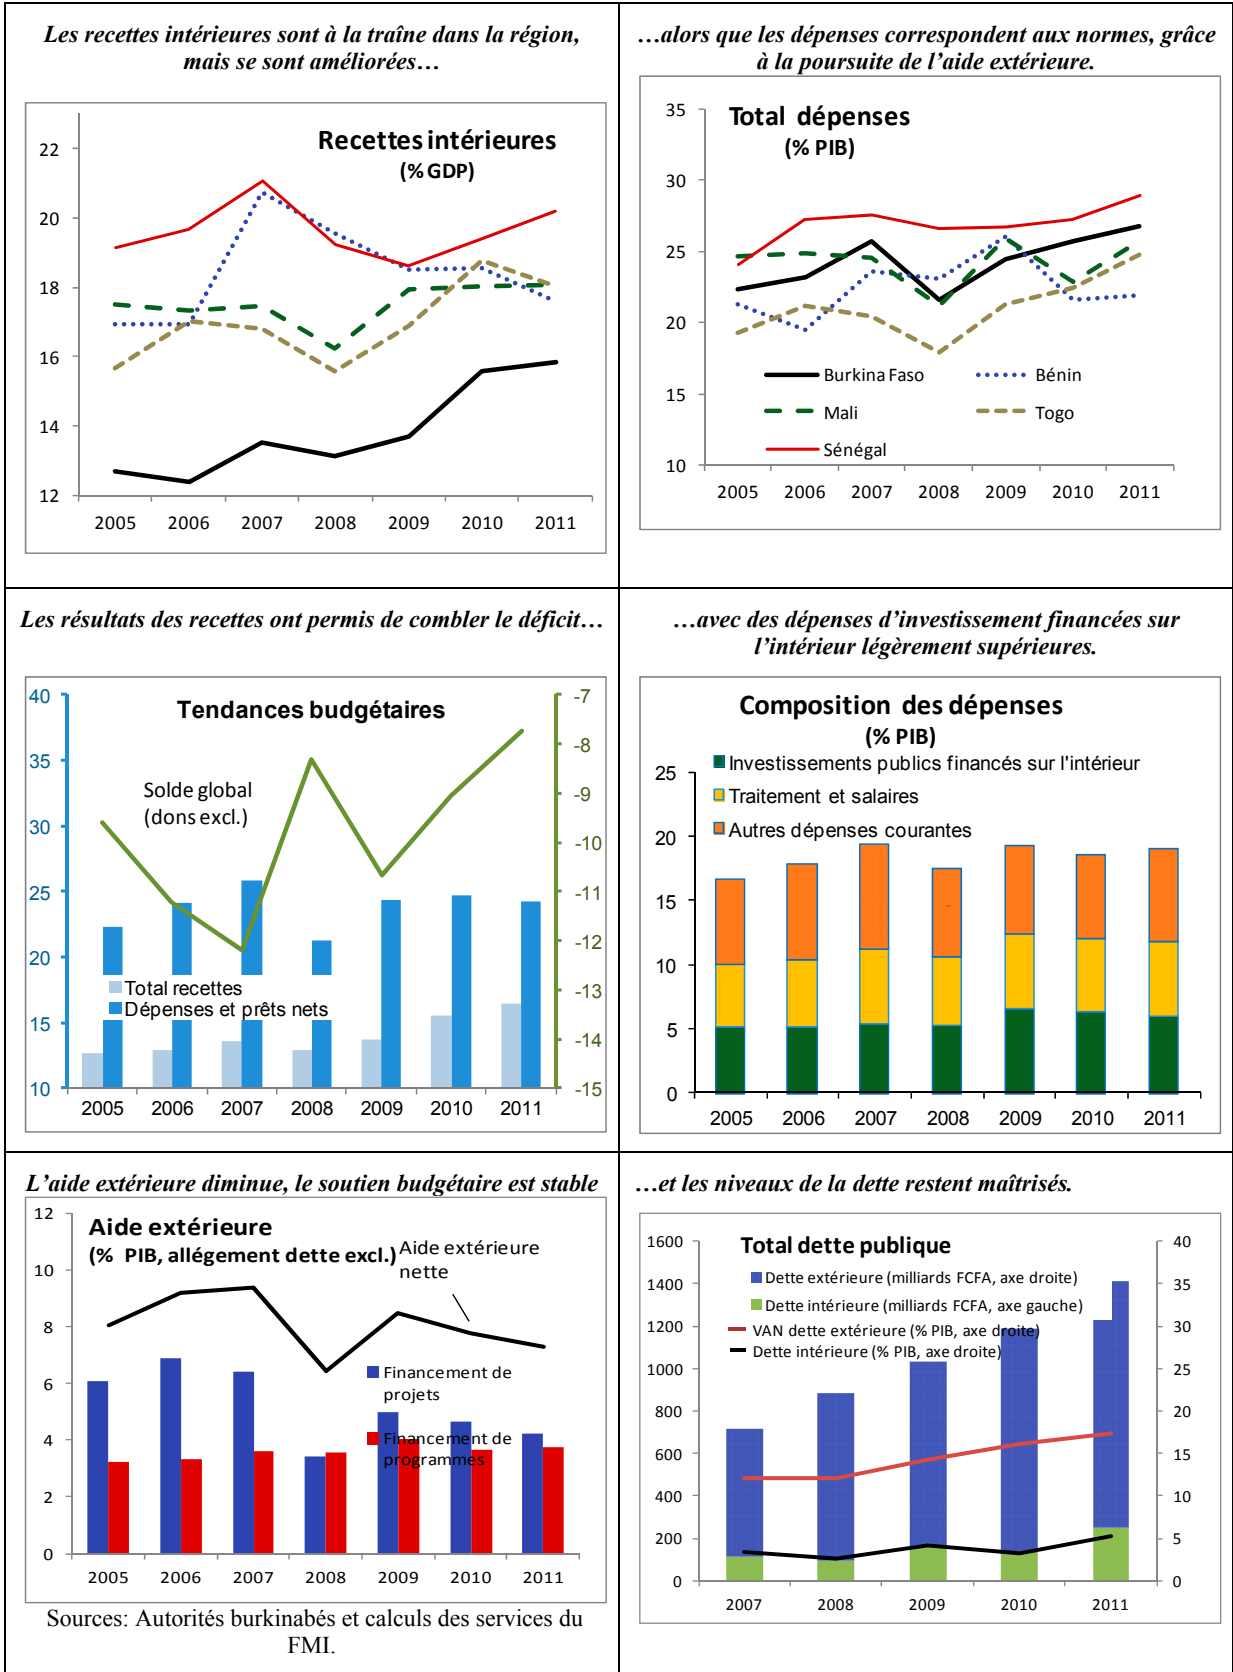 Les recettes intérieures sont à la traîne dans la région,
mais se sont améliorées…
Recettes intérieures
(% GDP)
22
20
18
16
14
12
2005 2006 2007 2008 2009 2010 2011
…alors que les dépenses correspondent aux normes, grâce
à la poursuite de l’aide extérieure.
Total dépenses
(% PIB)
35
30
25
20
15
10
Burkina Faso Bénin
Mali Togo
Sénégal
2005 2006 2007 2008 2009 2010 2011
Les résultats des recettes ont permis de combler le déficit…
Tendances budgétaires
Solde global
(dons excl.)
Total recettes
Dépenses et prêts nets
40
35
30
25
20
15
10
-7
-8
-9
-10
-11
-12
-13
-14
-15
2005 2006 2007 2008 2009 2010 2011
…avec des dépenses d’investissement financées sur
l’intérieur légèrement supérieures.
Composition des dépenses
(% PIB)
Investissements publics financés sur l'intérieur
Traitement et salaires
Autres dépenses courantes
25
20
15
10
5
0
2005 2006 2007 2008 2009 2010 2011
L’aide extérieure diminue, le soutien budgétaire est stable
Aide extérieure
(% PIB, allégement dette excl.)
Aide extérieure
nette
Financement de
projets
Financement de
programmes
12
10
8
6
4
2
0
2005 2006 2007 2008 2009 2010 2011
Sources: Autorités burkinabés et calculs des services du
FMI.
…et les niveaux de la dette restent maîtrisés.
Total dette publique
Dette extérieure (milliards FCFA, axe droite)
Dette intérieure (milliards FCFA, axe gauche)
VAN dette extérieure (% PIB, axe droite)
Dette intérieure (% PIB, axe droite)
1600
1400
1200
1000
800
600
400
200
0
40
35
30
25
20
15
10
5
0
2007 2008 2009 2010 2011